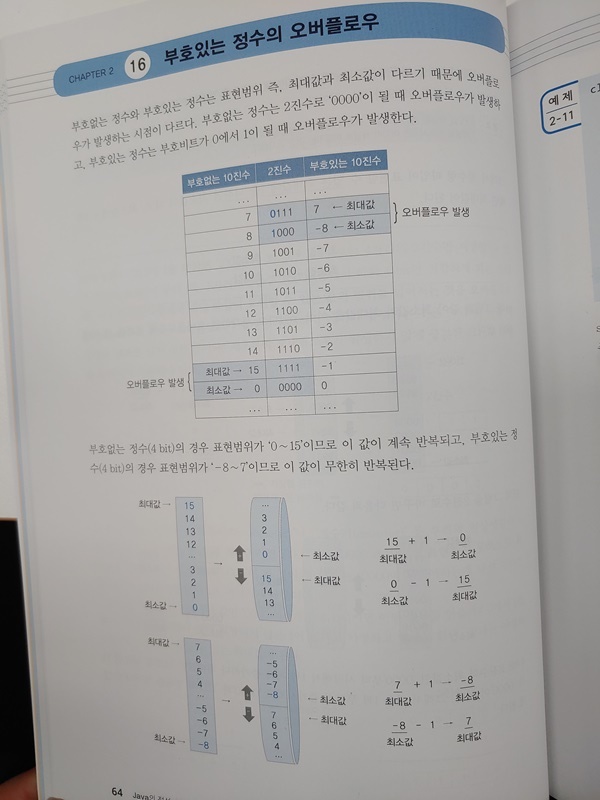 CHAPTER 2 16 부호있는 정수의 오버플로우
부호없는 정수와 부호있는 정수는 표현범위 즉, 최대값과 최소값이 다르기 때문에 오버플로
우가 발생하는 시점이 다르다. 부호없는 정수는 2진수로 '0000'이 될 때 오버플로우가 발생하
고, 부호있는 정수는 부호비트가 0에서 1이 될 때 오버플로우가 발생한다.
부호없는 10진수 2진수 부호있는 10진수
... ... ...
7 0111 7 ← 최대값
8 1000 -8 ← 최소값
오버플로우 발생
9 1001 -7
10 1010 -6
11 1011 -5
12 1100 -4
13 1101 -3
14 1110 -2
오버플로우 발생
최대값 → 15 1111 -1
최소값 → 0 0000 0
... ... ...
부호없는 정수(4 bit)의 경우 표현범위가 '0~15'이므로 이 값이 계속 반복되고, 부호있는 정
수(4 bit)의 경우 표현범위가 '-8~7'이므로 이 값이 무한히 반복된다.
최대값→ 15
14
13
12
...
3
2
1
최소값→ 0
→
...
3
2
1
0 ← 최소값
15 ← 최대값
14
13
...
15 + 1 → 0
최대값 최소값
0 - 1 → 15
최소값 최대값
최대값→ 7
6
5
4
...
-5
-6
-7
최소값→ -8
→
...
-5
-6
-7
-8 ← 최소값
7 ← 최대값
6
5
4
...
7 + 1 → -8
최대값 최소값
-8 - 1 → 7
최소값 최대값
64 Java의
예제
2-11